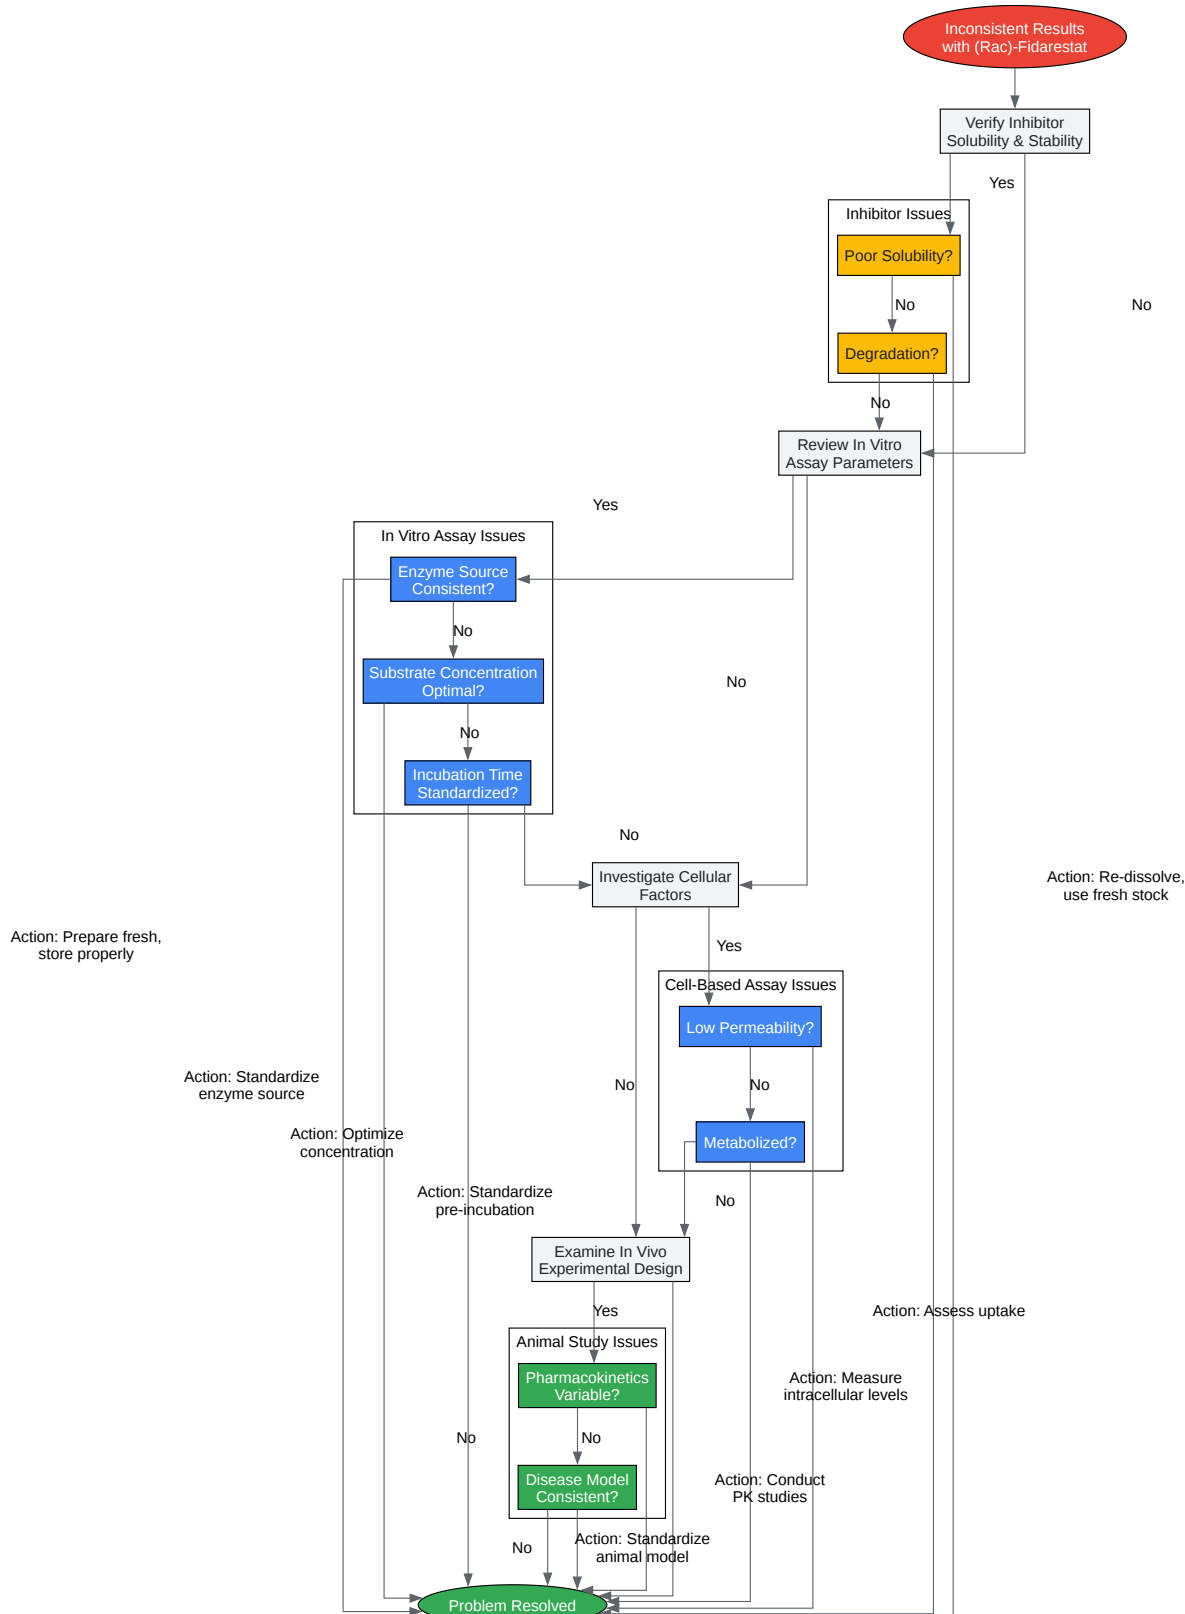 Inconsistent Results
with (Rac)-Fidarestat
Verify Inhibitor
Solubility & Stability
Yes
Inhibitor Issues
Poor Solubility?
No
No
Degradation?
No
Review In Vitro
Assay Parameters
Yes
In Vitro Assay Issues
Enzyme Source
Consistent?
No
Substrate Concentration
Optimal?
No
No
Incubation Time
Standardized?
No
Investigate Cellular
Factors
Action: Re-dissolve,
use fresh stock
Action: Prepare fresh,
store properly
Yes
Cell-Based Assay Issues
Low Permeability?
Action: Standardize
enzyme source
No
No
Action: Optimize
concentration
Metabolized?
Action: Standardize
pre-incubation
No
Examine In Vivo
Experimental Design
Yes
Action: Assess uptake
Animal Study Issues
Pharmacokinetics
Variable?
Action: Measure
intracellular levels
No
No
Disease Model
Consistent?
Action: Conduct
PK studies
No
Action: Standardize
animal model
Problem Resolved